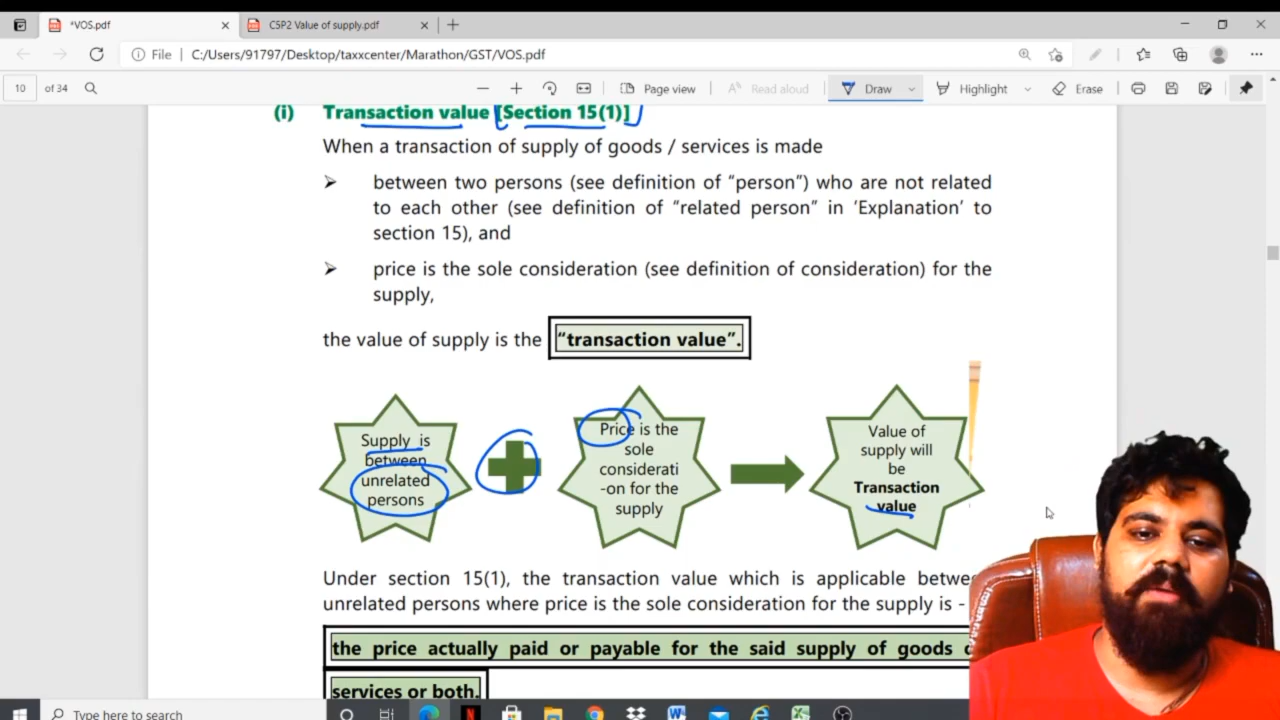 *VOS.pdf
CSP2 Value of supply.pdf
File
C:/Users/91797/Desktop/taxxcenter/Marathon/GST/VOS.pdf
10
of 34
Page view
Read aloud
Draw
Highlight
Erase
(i) Transaction value [Section 15(1)]
When a transaction of supply of goods / services is made
between two persons (see definition of “person”) who are not related
to each other (see definition of “related person” in ‘Explanation’ to
section 15), and
price is the sole consideration (see definition of consideration) for the
supply,
the value of supply is the “transaction value”.
Supply is
between
unrelated
persons
Price is the
sole
considerati
-on for the
supply
Value of
supply will
be
Transaction
value
Under section 15(1), the transaction value which is applicable betwe
unrelated persons where price is the sole consideration for the supply is -
the price actually paid or payable for the said supply of goods
services or both.
Type here to search